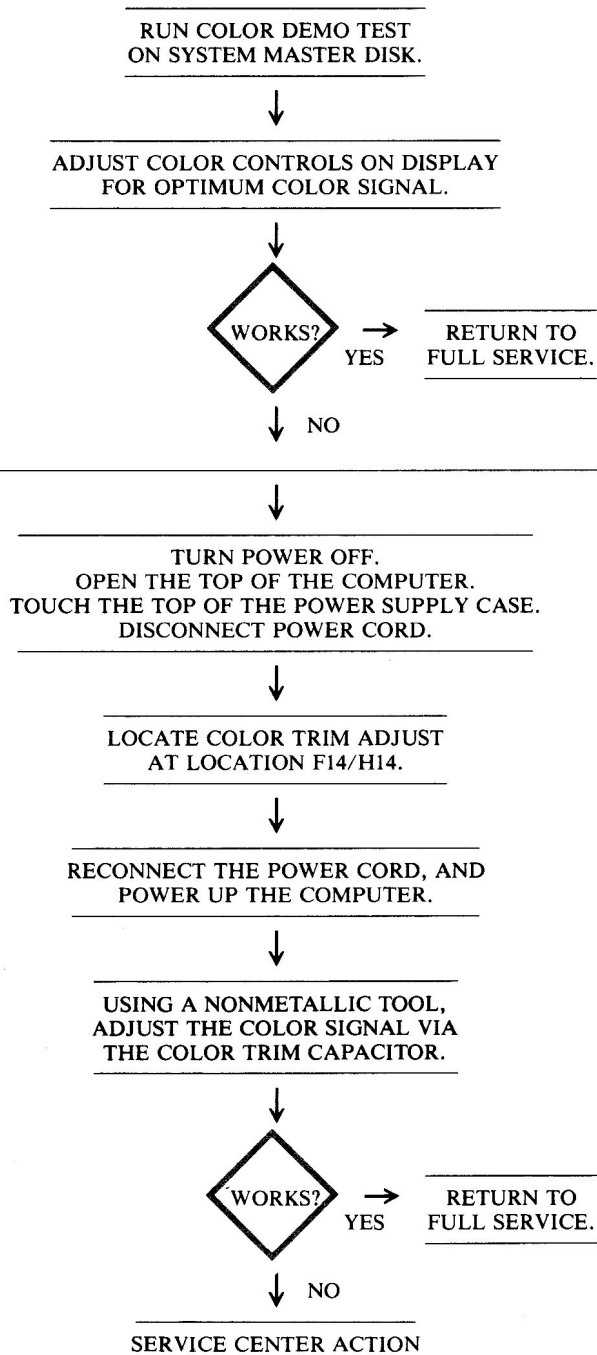 RUN COLOR DEMO TEST
ON SYSTEM MASTER DISK.
ADJUST COLOR CONTROLS ON DISPLAY
FOR OPTIMUM COLOR SIGNAL.
WORKS?
YES
RETURN TO
FULL SERVICE.
NO
TURN POWER OFF.
OPEN THE TOP OF THE COMPUTER.
TOUCH THE TOP OF THE POWER SUPPLY CASE.
DISCONNECT POWER CORD.
LOCATE COLOR TRIM ADJUST
AT LOCATION F14/H14.
RECONNECT THE POWER CORD, AND
POWER UP THE COMPUTER.
USING A NONMETALLIC TOOL,
ADJUST THE COLOR SIGNAL VIA
THE COLOR TRIM CAPACITOR.
WORKS?
YES
RETURN TO
FULL SERVICE.
NO
SERVICE CENTER ACTION